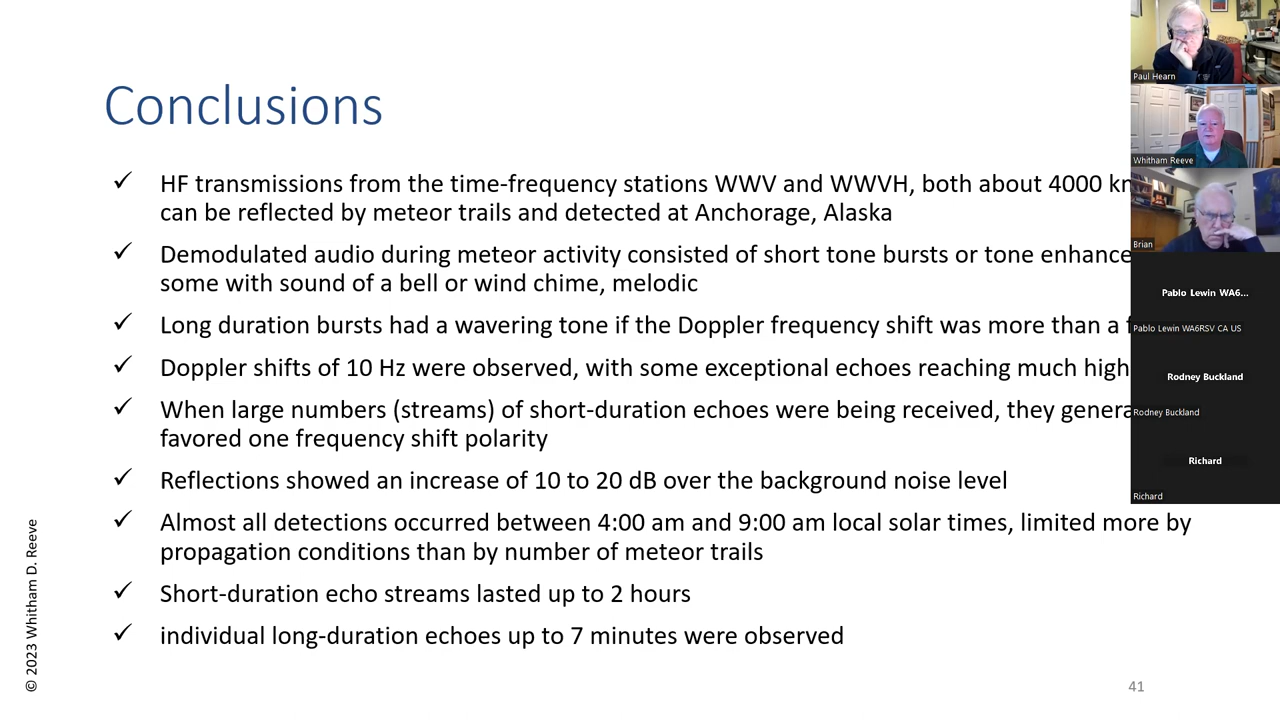 Conclusions
✓ HF transmissions from the time-frequency stations WWV and WWVH, both about 4000
can be reflected by meteor trails and detected at Anchorage, Alaska
✓ Demodulated audio during meteor activity consisted of short tone bursts or tone enhance
some with sound of a bell or wind chime, melodic
✓ Long duration bursts had a wavering tone if the Doppler frequency shift was more than a
✓ Doppler shifts of 10 Hz were observed, with some exceptional echoes reaching much high
✓ When large numbers (streams) of short-duration echoes were being received, they genera
favored one frequency shift polarity
✓ Reflections showed an increase of 10 to 20 dB over the background noise level
✓ Almost all detections occurred between 4:00 am and 9:00 am local solar times, limited more by
propagation conditions than by number of meteor trails
✓ Short-duration echo streams lasted up to 2 hours
✓ individual long-duration echoes up to 7 minutes were observed
© 2023 Whitham D. Reeve
41
Paul Hearn
Whitham Reeve
Brian
Pablo Lewin WA6...
Pablo Lewin WA6RSV CA US
Rodney Buckland
Rodney Buckland
Richard
Richard